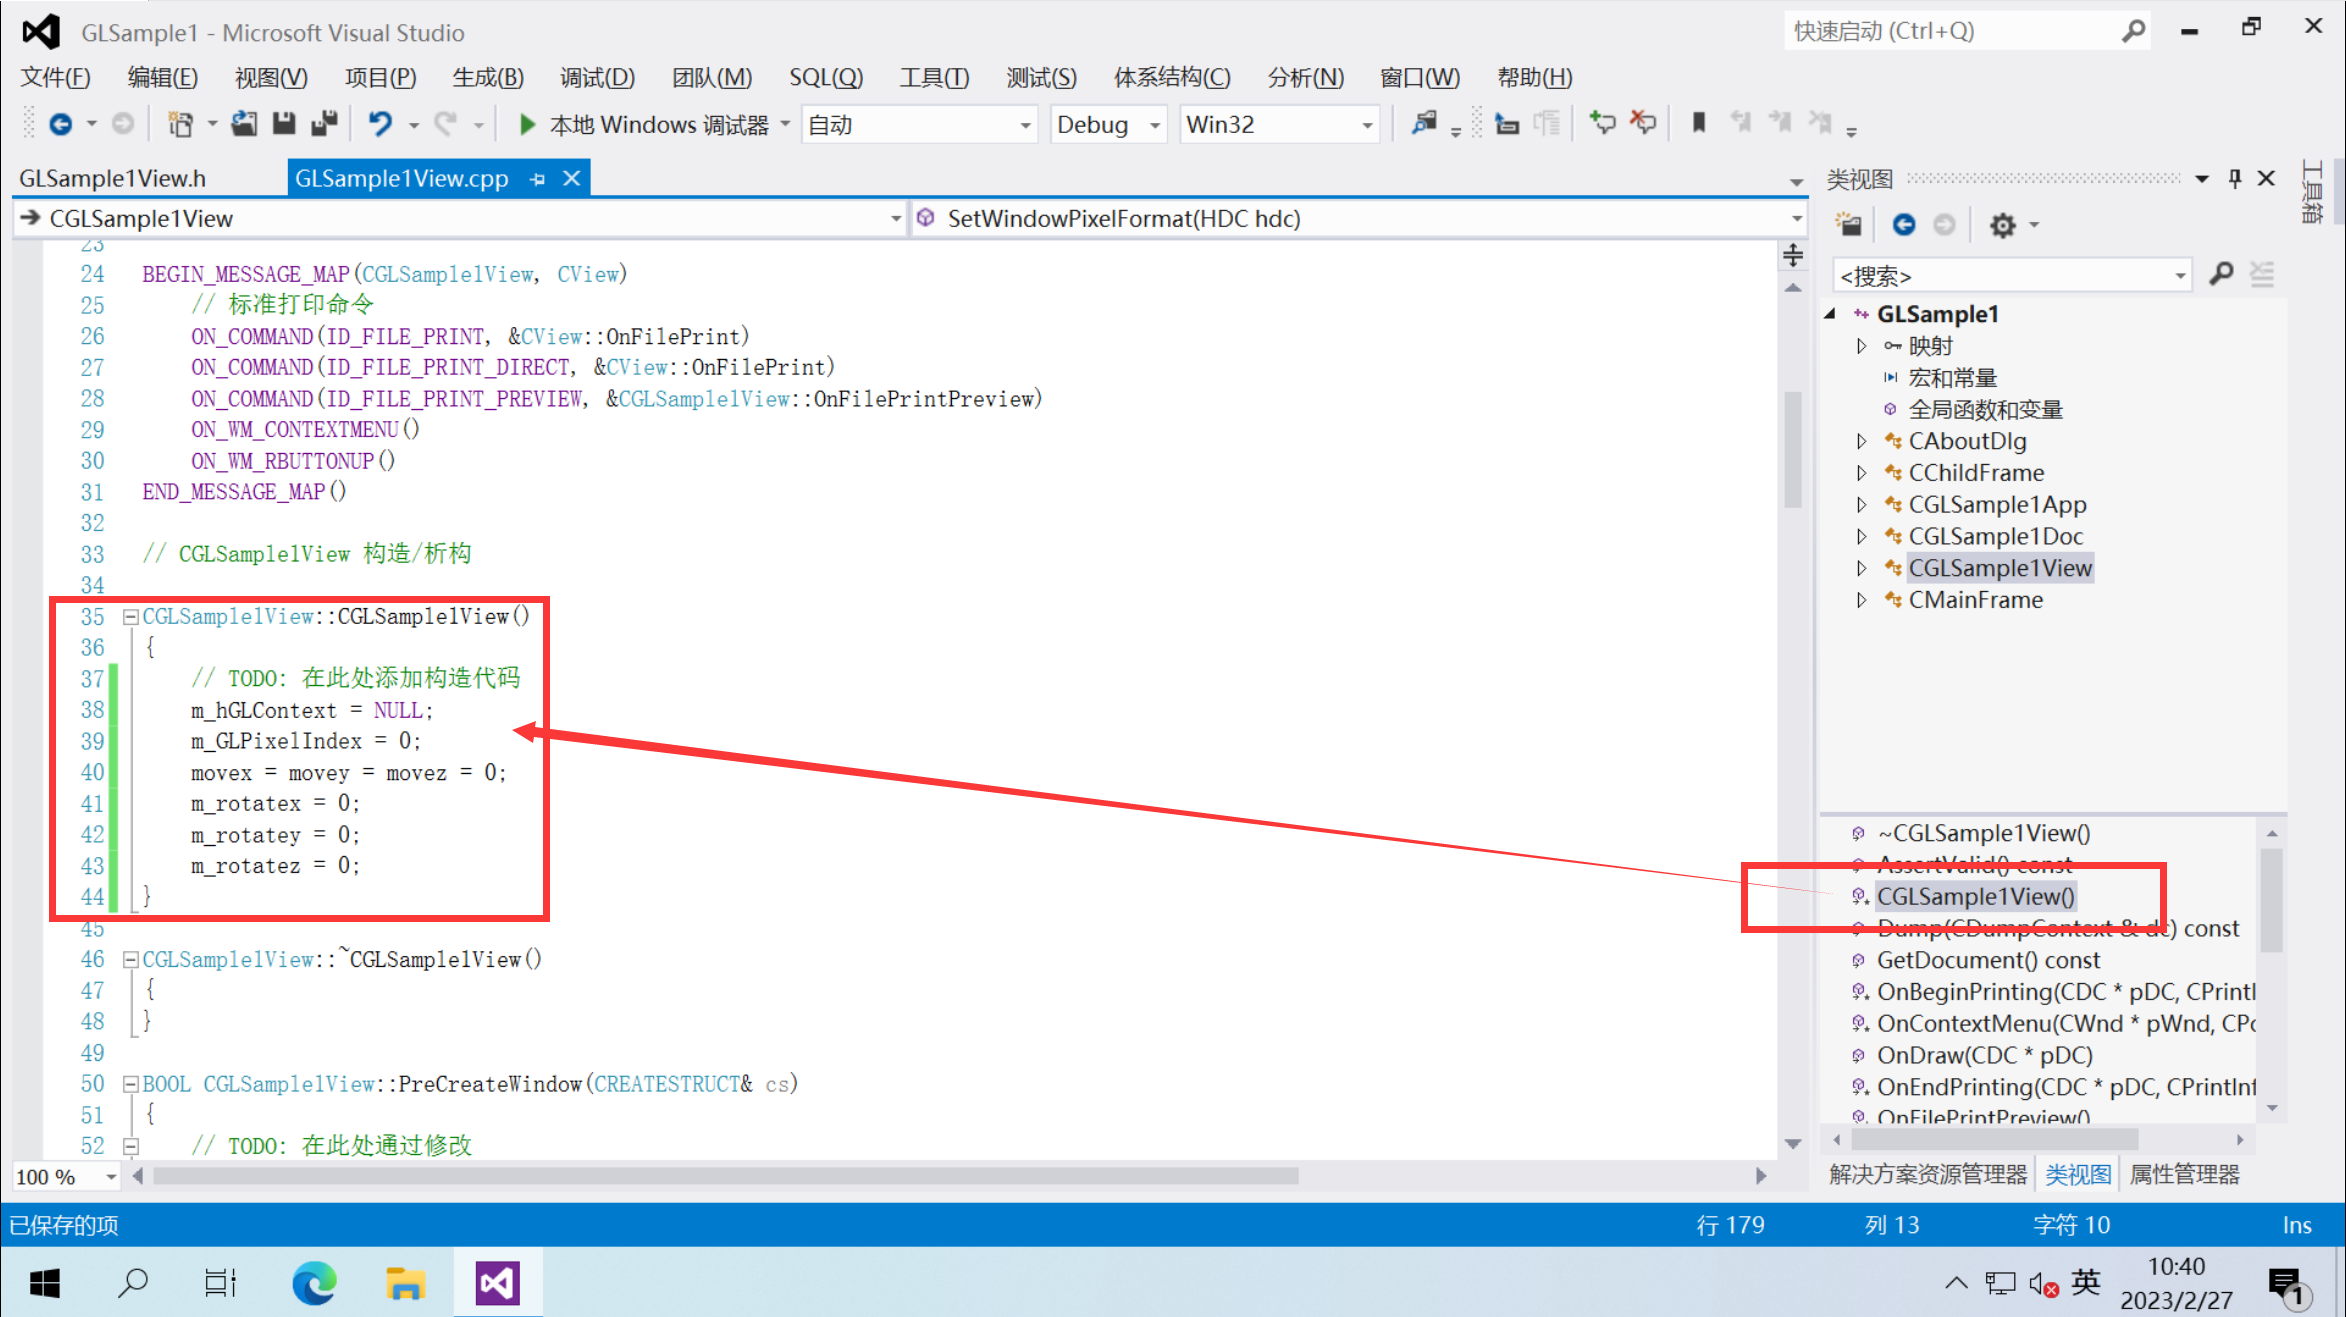 GLSample1 - Microsoft Visual Studio
快速启动 (Ctrl+Q)
文件(F) 编辑(E) 视图(V) 项目(P) 生成(B) 调试(D) 团队(M) SQL(Q) 工具(T) 测试(S) 体系结构(C) 分析(N) 窗口(W) 帮助(H)
本地 Windows 调试器 自动 Debug Win32
GLSample1View.h GLSample1View.cpp
CGLSample1View SetWindowPixelFormat(HDC hdc)
23
24 BEGIN_MESSAGE_MAP(CGLSample1View, CView)
25 // 标准打印命令
26 ON_COMMAND(ID_FILE_PRINT, &CView::OnFilePrint)
27 ON_COMMAND(ID_FILE_PRINT_DIRECT, &CView::OnFilePrint)
28 ON_COMMAND(ID_FILE_PRINT_PREVIEW, &CGLSample1View::OnFilePrintPreview)
29 ON_WM_CONTEXTMENU()
30 ON_WM_RBUTTONUP()
31 END_MESSAGE_MAP()
32
33 // CGLSample1View 构造/析构
34
35 CGLSample1View::CGLSample1View()
36 {
37 // TODO: 在此处添加构造代码
38 m_hGLContext = NULL;
39 m_GLPixelIndex = 0;
40 movex = movey = movez = 0;
41 m_rotatex = 0;
42 m_rotatey = 0;
43 m_rotatez = 0;
44 }
45
46 CGLSample1View::~CGLSample1View()
47 {
48 }
49
50 BOOL CGLSample1View::PreCreateWindow(CREATESTRUCT& cs)
51 {
52 // TODO: 在此处通过修改
100 %
类视图
<搜索>
GLSample1
映射
宏和常量
全局函数和变量
CAboutDlg
CChildFrame
CGLSample1App
CGLSample1Doc
CGLSample1View
CMainFrame
~CGLSample1View()
AssertValid() const
CGLSample1View()
Dump(CDumpContext & dc) const
GetDocument() const
OnBeginPrinting(CDC * pDC, CPrintI
OnContextMenu(CWnd * pWnd, CPo
OnDraw(CDC * pDC)
OnEndPrinting(CDC * pDC, CPrintInf
OnFilePrintPreview()
解决方案资源管理器 类视图 属性管理器
工具箱
已保存的项 行 179 列 13 字符 10 Ins
英 10:40
2023/2/27
1